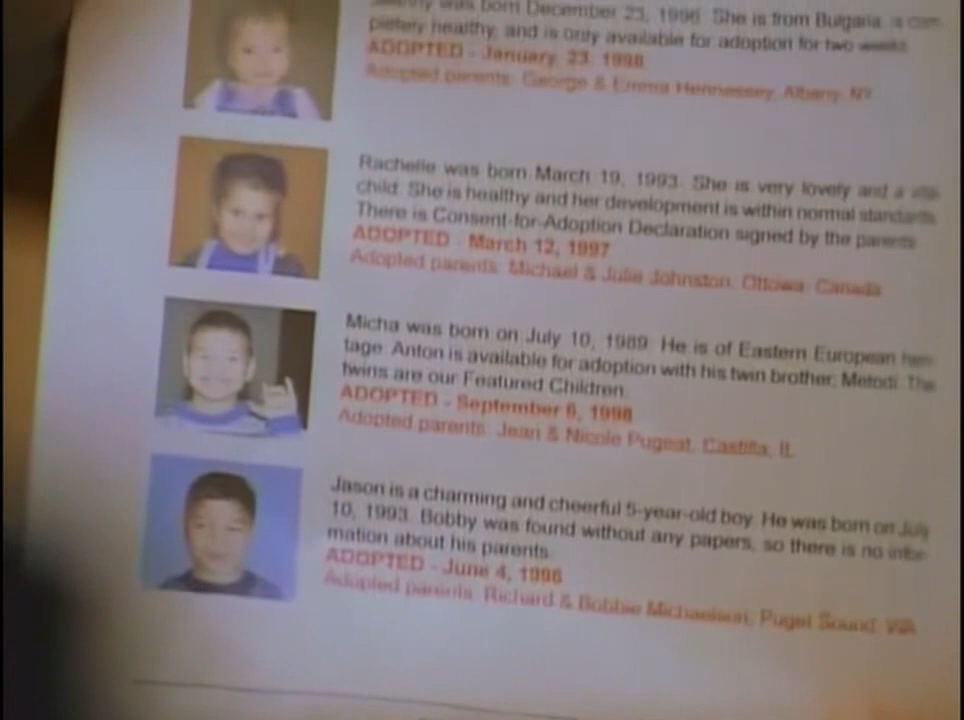 was born December 23, 1996. She is from Bulgaria, is com-
pletely healthy, and is only available for adoption for two weeks.
ADOPTED - January, 23, 1998
Adopted parents: George & Emma Hennessey, Albany, NY
Rachelle was born March 19, 1993. She is very lovely and a vital
child. She is healthy and her development is within normal standards.
There is Consent-for-Adoption Declaration signed by the parents.
ADOPTED - March 12, 1997
Adopted parents: Michael & Julie Johnston, Ottowa, Canada
Micha was born on July 10, 1989. He is of Eastern European heri-
tage. Anton is available for adoption with his twin brother, Metodi. The
twins are our Featured Children.
ADOPTED - September 6, 1998
Adopted parents: Jean & Nicole Pugeat, Castilla, IL
Jason is a charming and cheerful 5-year-old boy. He was born on July
10, 1993. Bobby was found without any papers, so there is no infor-
mation about his parents.
ADOPTED - June 4, 1996
Adopted parents: Richard & Bobbie Michaelson, Puget Sound, WA